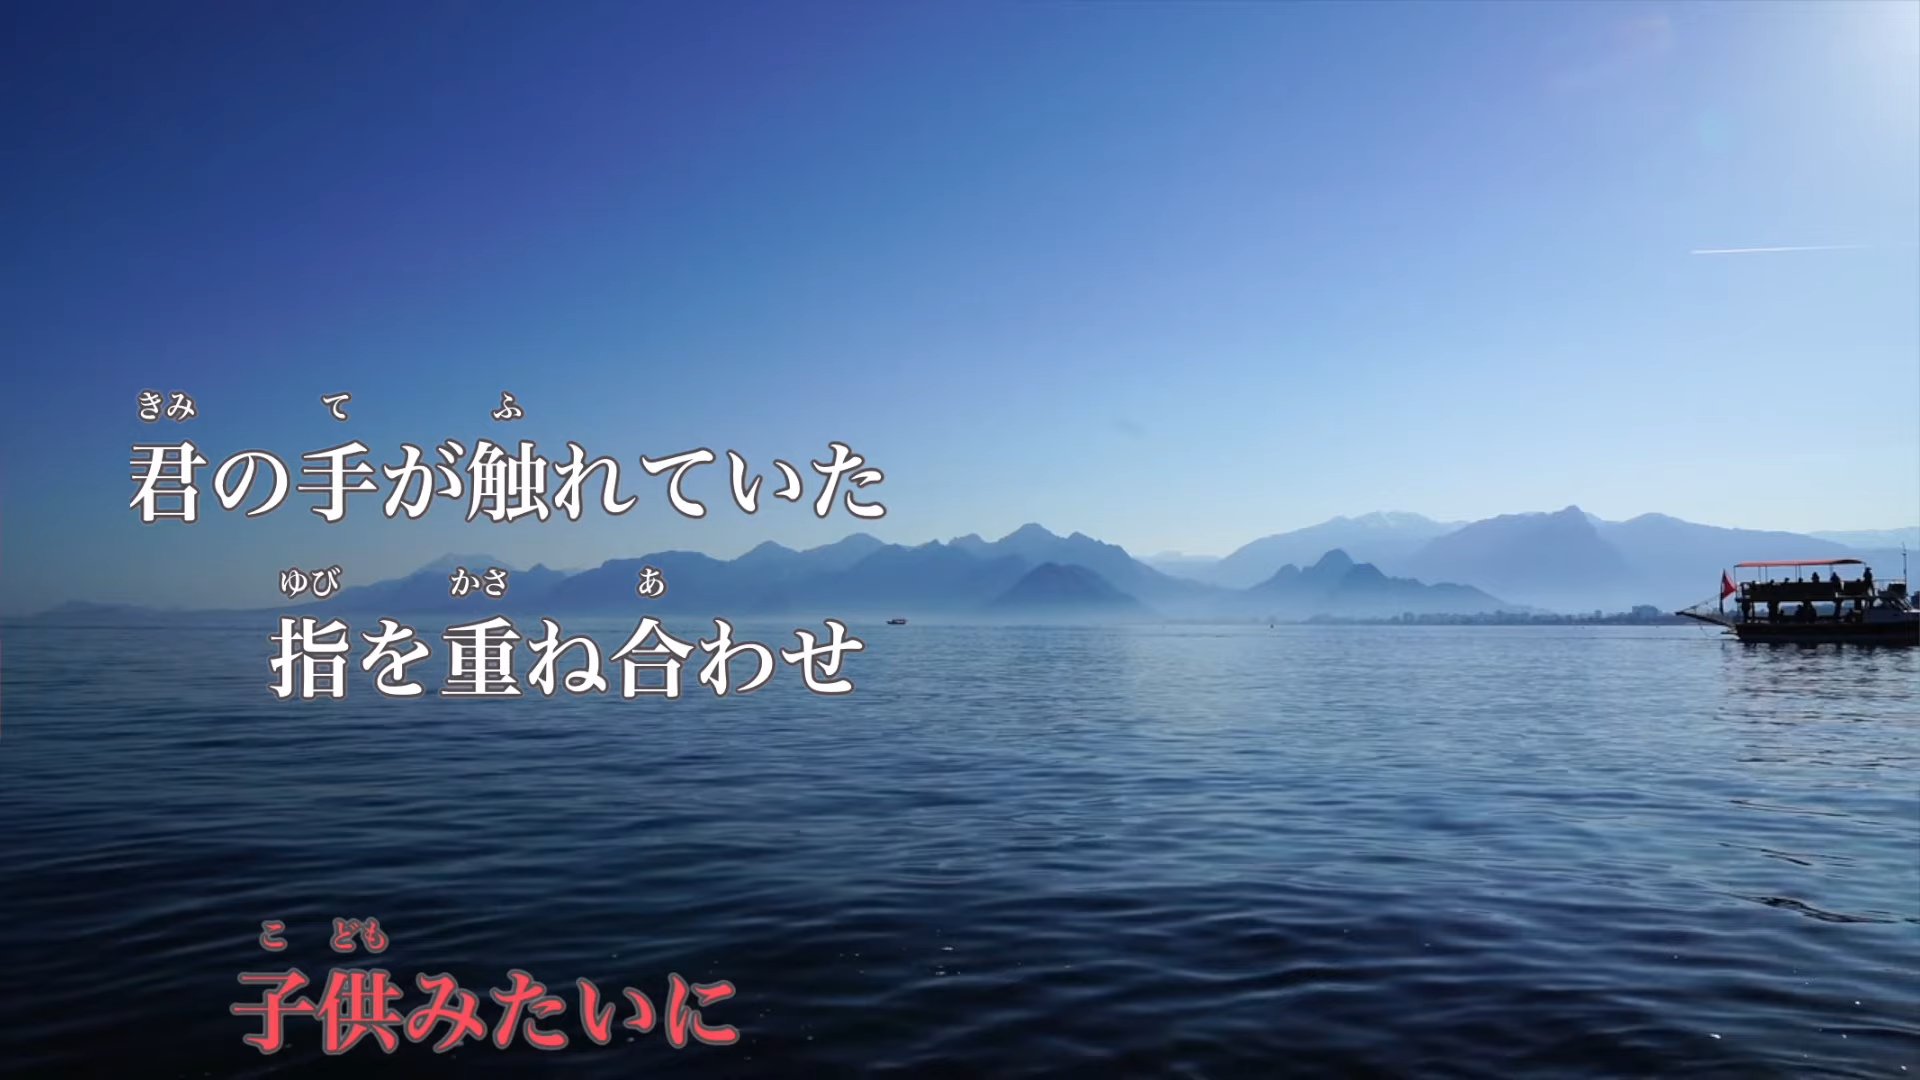 きみ て ふ
君の手が触れていた
ゆび かさ あ
指を重ね合わせ
こ ども
子供みたいに